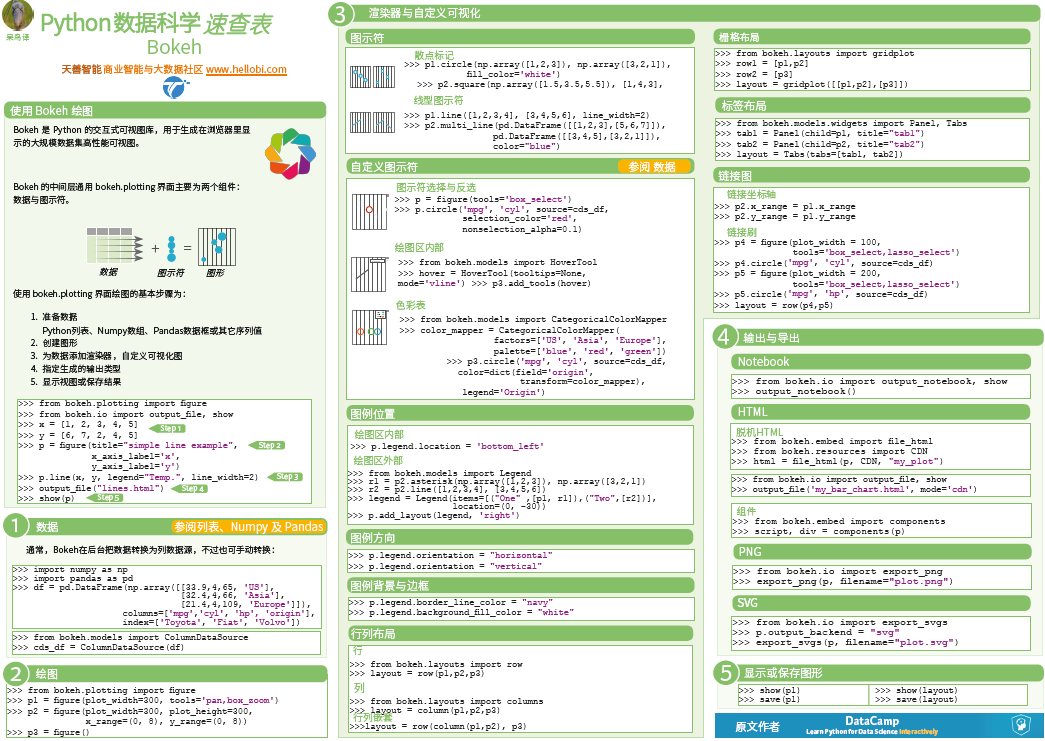 呆鸟译
Python数据科学 速查表
Bokeh
天善智能 商业智能与大数据社区 www.hellobi.com
使用 Bokeh 绘图
Bokeh 是 Python 的交互式可视图库，用于生成在浏览器里显
示的大规模数据集高性能可视图。
Bokeh 的中间层通用 bokeh.plotting 界面主要为两个组件：
数据与图示符。
+ =
数据 图示符 图形
使用 bokeh.plotting 界面绘图的基本步骤为：
1. 准备数据
Python列表、Numpy数组、Pandas数据框或其它序列值
2. 创建图形
3. 为数据添加渲染器，自定义可视化图
4. 指定生成的输出类型
5. 显示视图或保存结果
>>> from bokeh.plotting import figure
>>> from bokeh.io import output_file, show
>>> x = [1, 2, 3, 4, 5] Step 1
>>> y = [6, 7, 2, 4, 5]
>>> p = figure(title="simple line example", Step 2
x_axis_label='x',
y_axis_label='y')
>>> p.line(x, y, legend="Temp.", line_width=2) Step 3
>>> output_file("lines.html") Step 4
>>> show(p) Step 5
1 数据 参阅列表、Numpy 及 Pandas
通常，Bokeh在后台把数据转换为列数据源，不过也可手动转换：
>>> import numpy as np
>>> import pandas as pd
>>> df = pd.DataFrame(np.array([[33.9,4,65, 'US'],
[32.4,4,66, 'Asia'],
[21.4,4,109, 'Europe']]),
columns=['mpg','cyl', 'hp', 'origin'],
index=['Toyota', 'Fiat', 'Volvo'])
>>> from bokeh.models import ColumnDataSource
>>> cds_df = ColumnDataSource(df)
2 绘图
>>> from bokeh.plotting import figure
>>> p1 = figure(plot_width=300, tools='pan,box_zoom')
>>> p2 = figure(plot_width=300, plot_height=300,
x_range=(0, 8), y_range=(0, 8))
>>> p3 = figure()
3 渲染器与自定义可视化
图示符
散点标记
>>> p1.circle(np.array([1,2,3]), np.array([3,2,1]),
fill_color='white')
>>> p2.square(np.array([1.5,3.5,5.5]), [1,4,3],
线型图示符
>>> p1.line([1,2,3,4], [3,4,5,6], line_width=2)
>>> p2.multi_line(pd.DataFrame([[1,2,3],[5,6,7]]),
pd.DataFrame([[3,4,5],[3,2,1]]),
color="blue")
自定义图示符 参阅 数据
图示符选择与反选
>>> p = figure(tools='box_select')
>>> p.circle('mpg', 'cyl', source=cds_df,
selection_color='red',
nonselection_alpha=0.1)
绘图区内部
>>> from bokeh.models import HoverTool
>>> hover = HoverTool(tooltips=None,
mode='vline') >>> p3.add_tools(hover)
色彩表
>>> from bokeh.models import CategoricalColorMapper
>>> color_mapper = CategoricalColorMapper(
factors=['US', 'Asia', 'Europe'],
palette=['blue', 'red', 'green'])
>>> p3.circle('mpg', 'cyl', source=cds_df,
color=dict(field='origin',
transform=color_mapper),
legend='Origin')
图例位置
绘图区内部
>>> p.legend.location = 'bottom_left'
绘图区外部
>>> from bokeh.models import Legend
>>> r1 = p2.asterisk(np.array([1,2,3]), np.array([3,2,1])
>>> r2 = p2.line([1,2,3,4], [3,4,5,6])
>>> legend = Legend(items=[("One" ,[p1, r1]),("Two",[r2])],
location=(0, -30))
>>> p.add_layout(legend, 'right')
图例方向
>>> p.legend.orientation = "horizontal"
>>> p.legend.orientation = "vertical"
图例背景与边框
>>> p.legend.border_line_color = "navy"
>>> p.legend.background_fill_color = "white"
行列布局
行
>>> from bokeh.layouts import row
>>> layout = row(p1,p2,p3)
列
>>> from bokeh.layouts import columns
>>> layout = column(p1,p2,p3)
行列嵌套
>>>layout = row(column(p1,p2), p3)
栅格布局
>>> from bokeh.layouts import gridplot
>>> row1 = [p1,p2]
>>> row2 = [p3]
>>> layout = gridplot([[p1,p2],[p3]])
标签布局
>>> from bokeh.models.widgets import Panel, Tabs
>>> tab1 = Panel(child=p1, title="tab1")
>>> tab2 = Panel(child=p2, title="tab2")
>>> layout = Tabs(tabs=[tab1, tab2])
链接图
链接坐标轴
>>> p2.x_range = p1.x_range
>>> p2.y_range = p1.y_range
链接刷
>>> p4 = figure(plot_width = 100,
tools='box_select,lasso_select')
>>> p4.circle('mpg', 'cyl', source=cds_df)
>>> p5 = figure(plot_width = 200,
tools='box_select,lasso_select')
>>> p5.circle('mpg', 'hp', source=cds_df)
>>> layout = row(p4,p5)
4 输出与导出
Notebook
>>> from bokeh.io import output_notebook, show
>>> output_notebook()
HTML
脱机HTML
>>> from bokeh.embed import file_html
>>> from bokeh.resources import CDN
>>> html = file_html(p, CDN, "my_plot")
>>> from bokeh.io import output_file, show
>>> output_file('my_bar_chart.html', mode='cdn')
组件
>>> from bokeh.embed import components
>>> script, div = components(p)
PNG
>>> from bokeh.io import export_png
>>> export_png(p, filename="plot.png")
SVG
>>> from bokeh.io import export_svgs
>>> p.output_backend = "svg"
>>> export_svgs(p, filename="plot.svg")
5 显示或保存图形
>>> show(p1) >>> show(layout)
>>> save(p1) >>> save(layout)
原文作者 DataCamp
Learn Python for Data Science Interactively